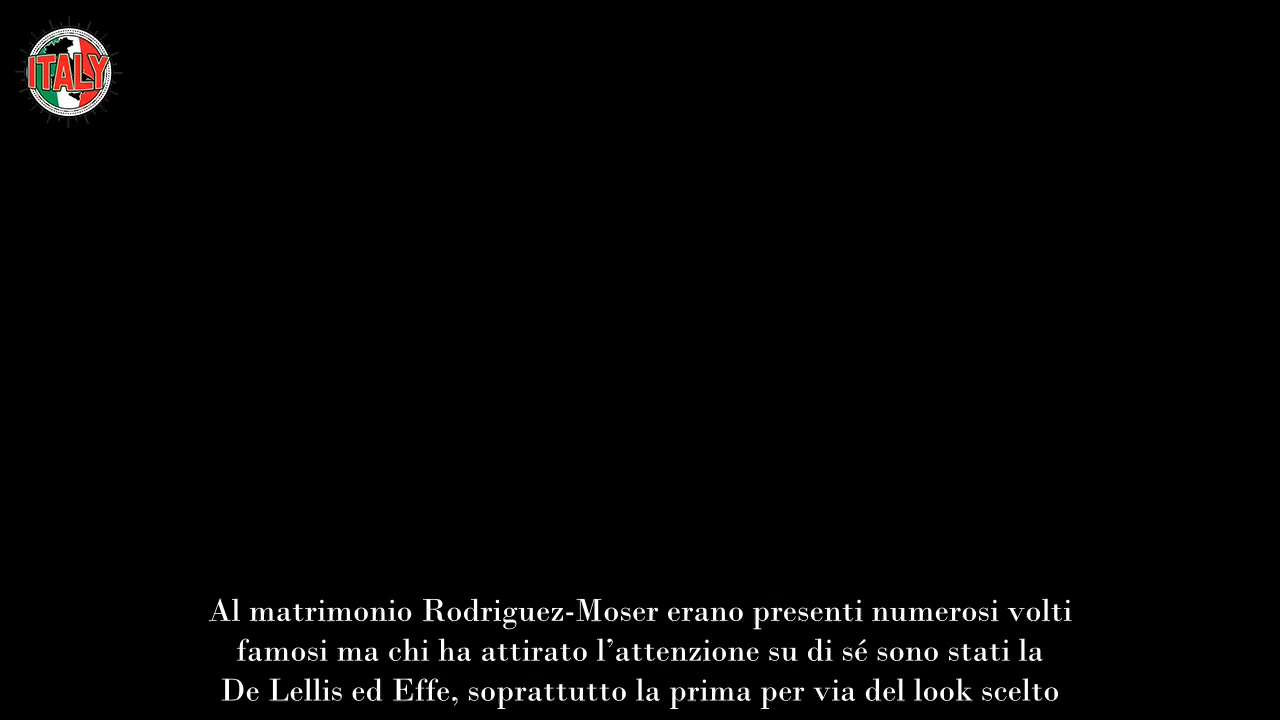 ITALY
Al matrimonio Rodriguez-Moser erano presenti numerosi volti
famosi ma chi ha attirato l’attenzione su di sé sono stati la
De Lellis ed Effe, soprattutto la prima per via del look scelto